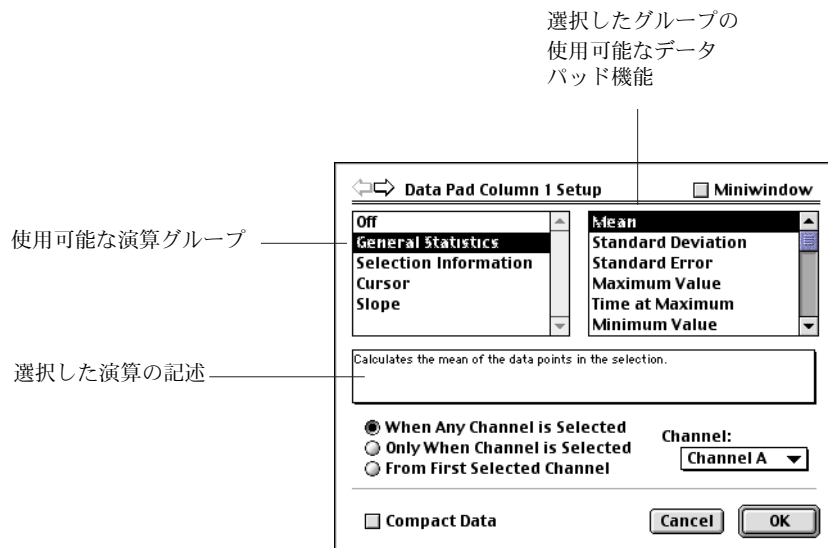 選択したグループの
使用可能なデータ
パッド機能
Data Pad Column 1 Setup
Miniwindow
使用可能な演算グループ
Off
General Statistics
Selection Information
Cursor
Slope
Mean
Standard Deviation
Standard Error
Maximum Value
Time at Maximum
Minimum Value
選択した演算の記述
Calculates the mean of the data points in the selection.
When Any Channel is Selected
Only When Channel is Selected
From First Selected Channel
Channel:
Channel A
Compact Data
Cancel
OK